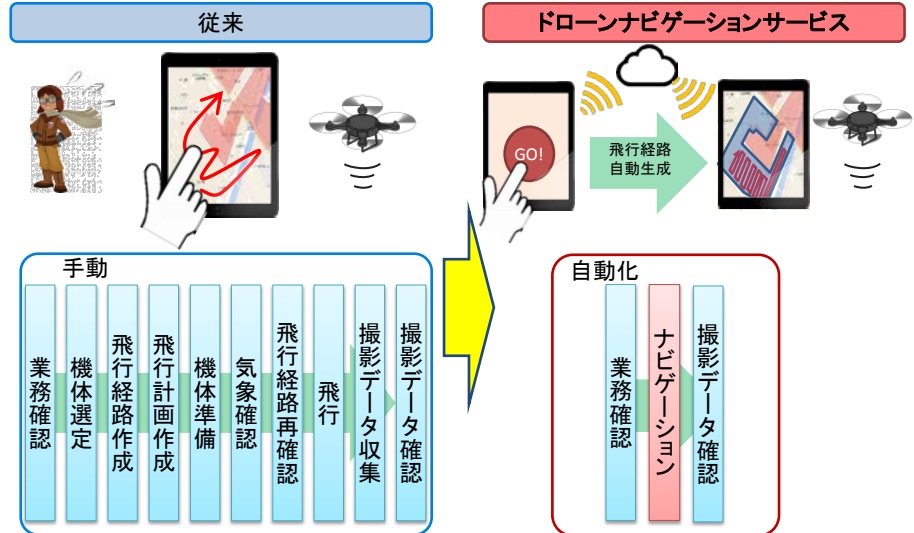 従来
ドローンナビゲーションサービス
GO!
飛行経路
自動生成
手動
業務確認
機体選定
飛行経路作成
飛行計画作成
機体準備
気象確認
飛行経路再確認
飛行
撮影データ収集
撮影データ確認
自動化
業務確認
ナビゲーション
撮影データ確認